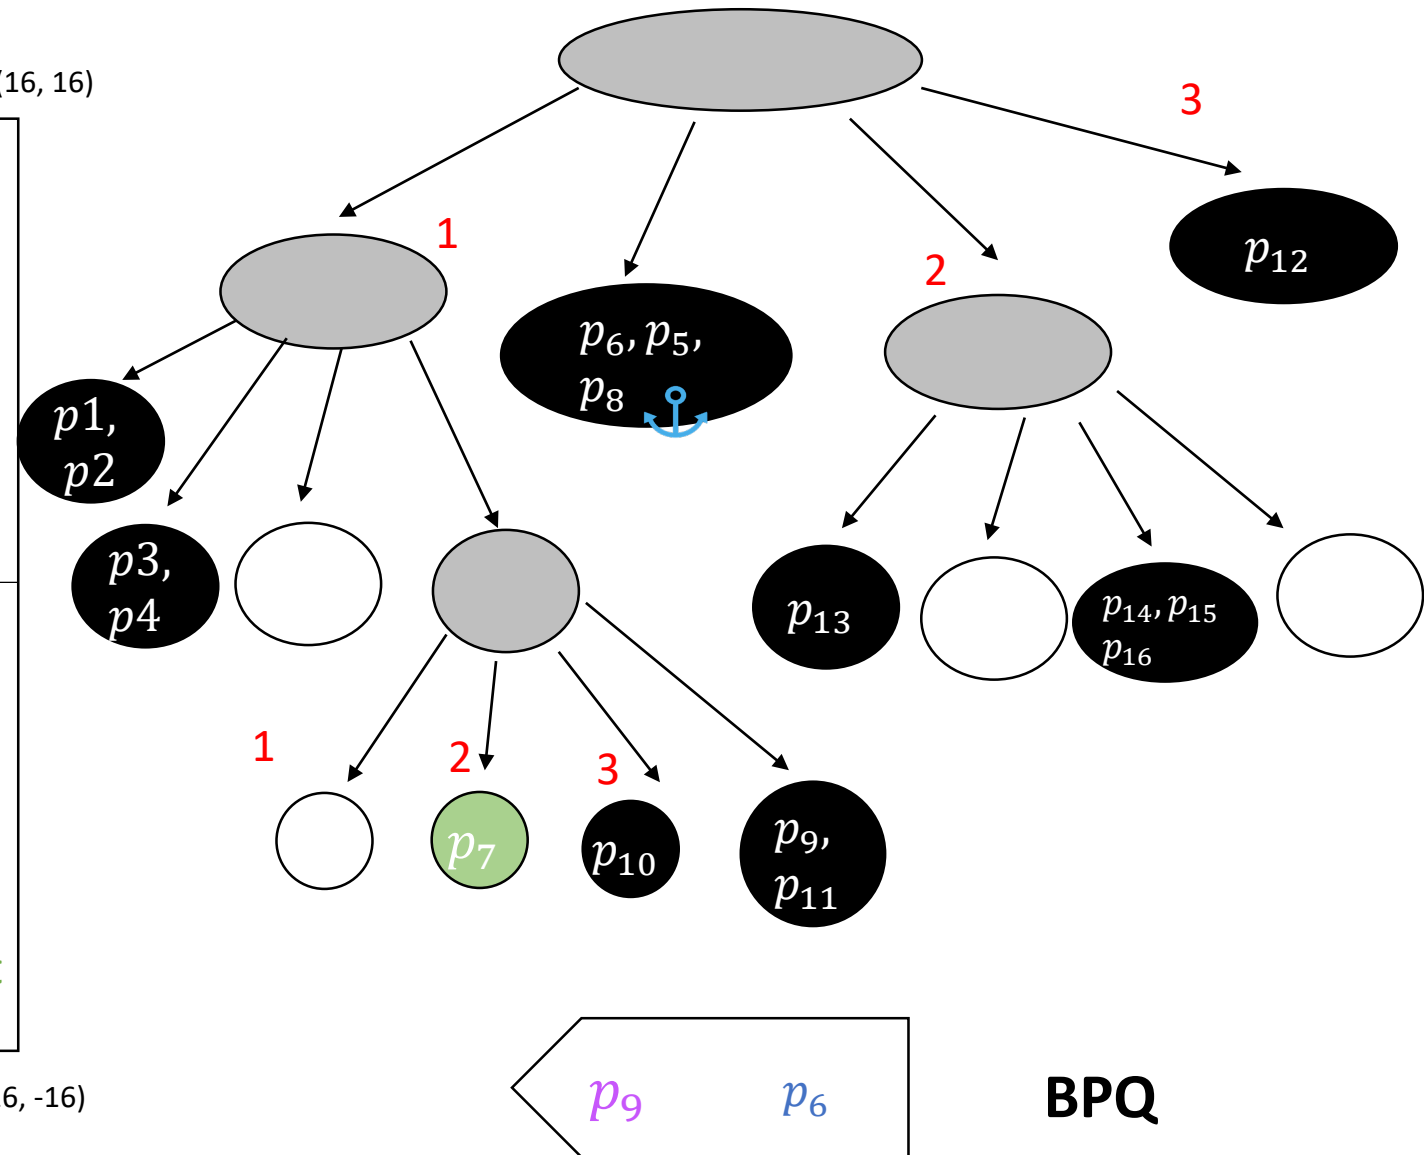 (16, 16)
3
1
2
p₁₂
p₆, p₅,
p₈
p1,
p2
p3,
p4
p₁₃
p₁₄, p₁₅
p₁₆
1
2
3
p₇
p₁₀
p₉,
p₁₁
6, -16)
p₉ p₆
BPQ